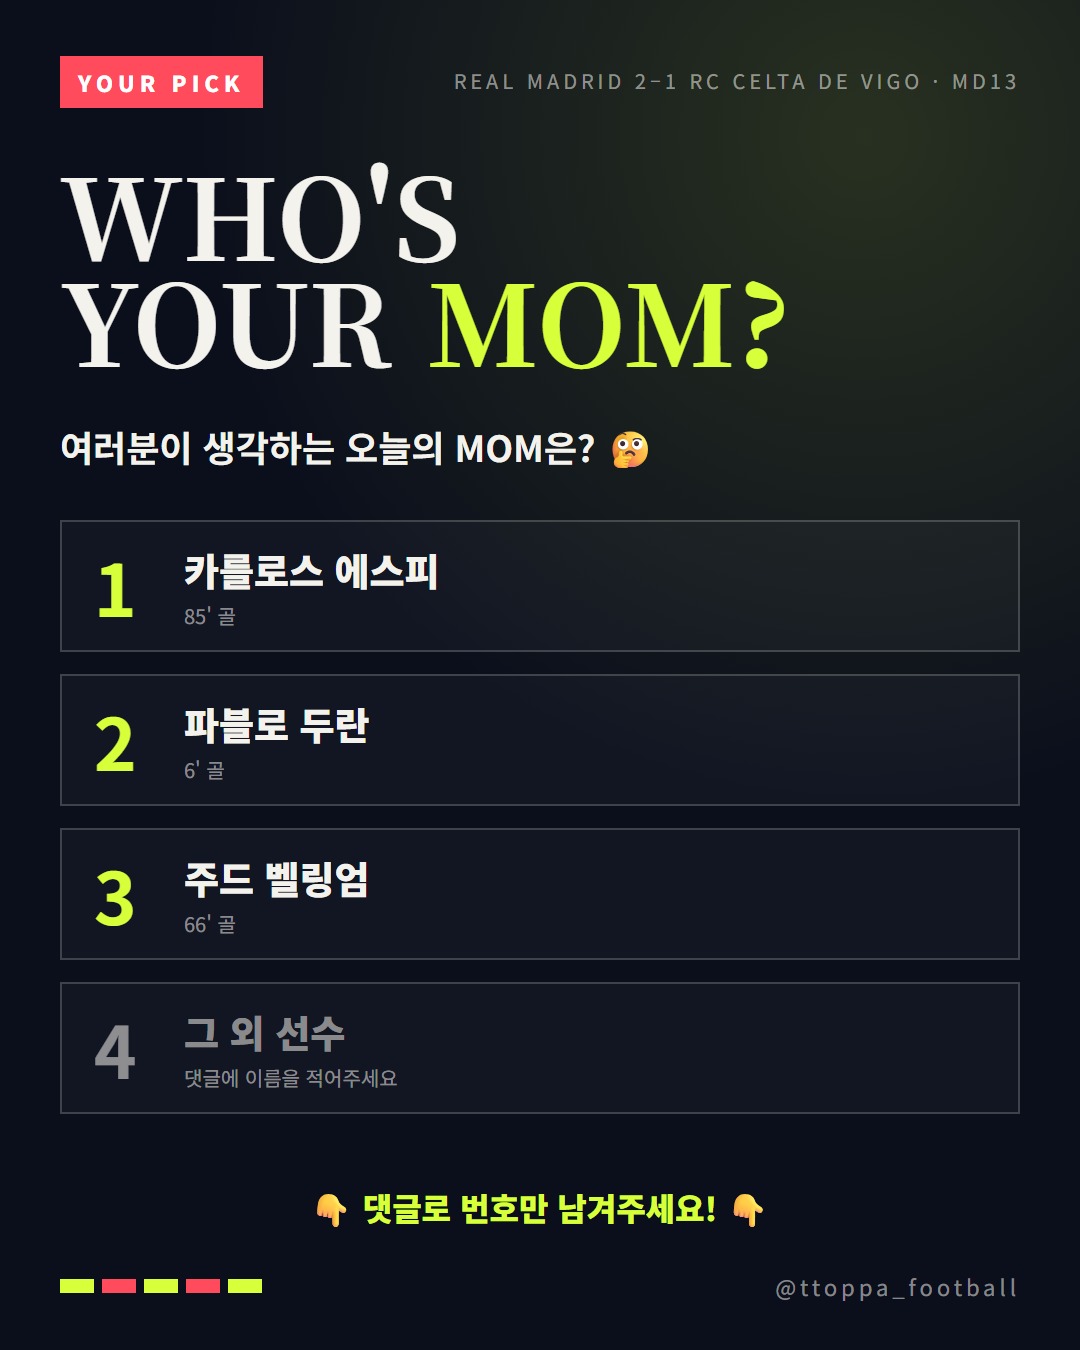 YOUR PICK
REAL MADRID 2–1 RC CELTA DE VIGO · MD13
WHO'S
YOUR MOM?
여러분이 생각하는 오늘의 MOM은? 🤔
1
카를로스 에스피
85' 골
2
파블로 두란
6' 골
3
주드 벨링엄
66' 골
4
그 외 선수
댓글에 이름을 적어주세요
👇 댓글로 번호만 남겨주세요! 👇
@ttoppa_football